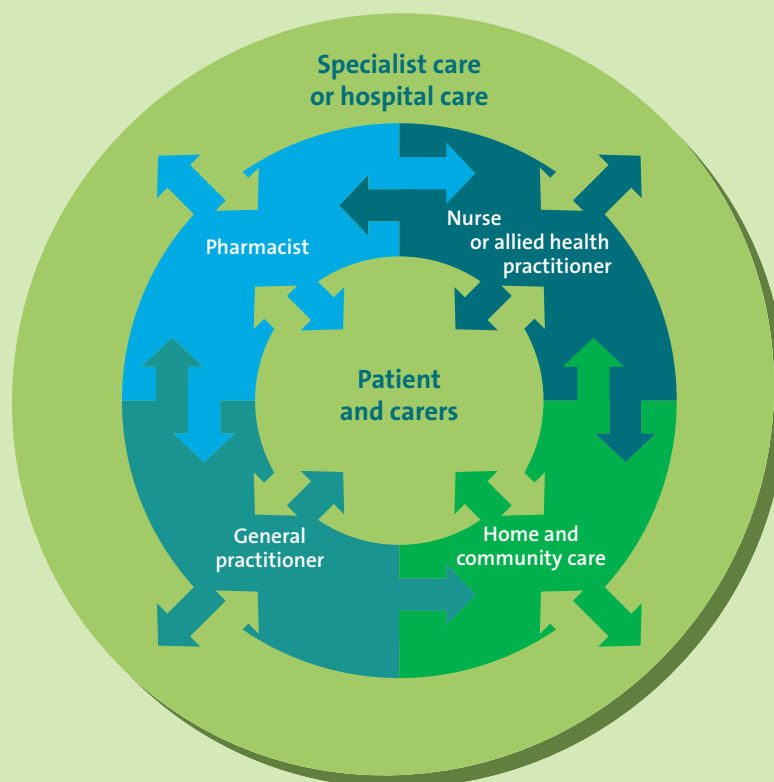 Specialist care
or hospital care
Pharmacist
Nurse
or allied health
practitioner
Patient
and carers
General
practitioner
Home and
community care